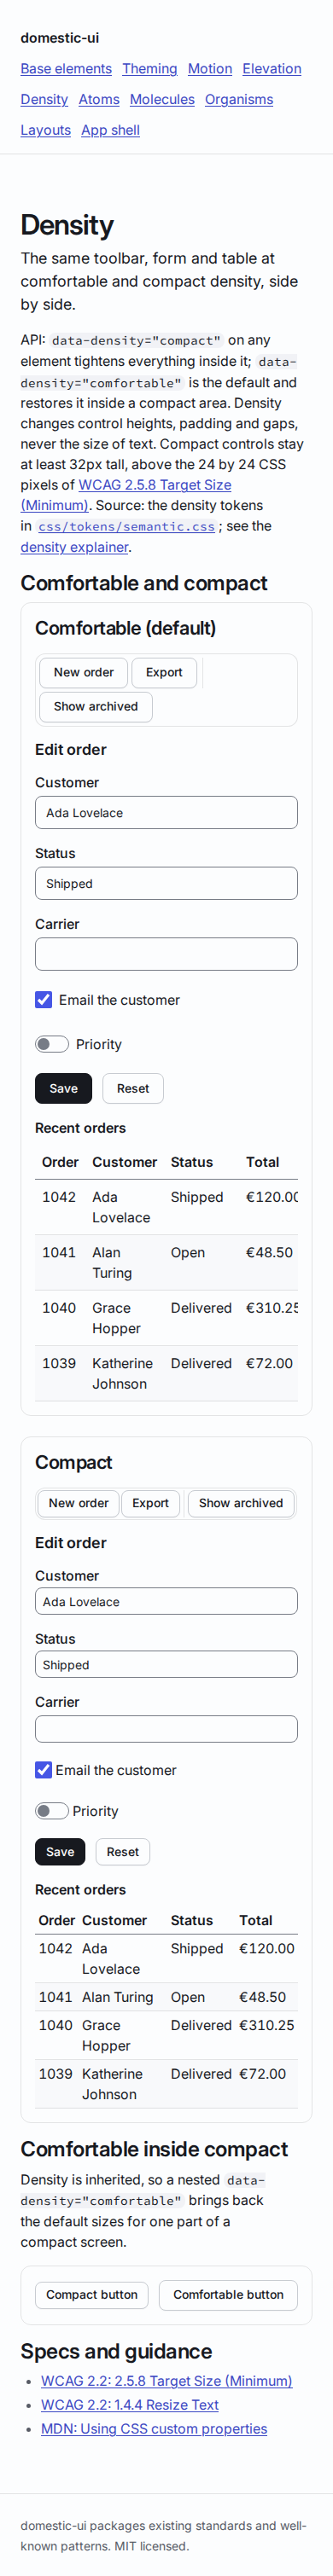 domestic-ui
Base elements Theming Motion Elevation
Density Atoms Molecules Organisms
Layouts App shell
Density
The same toolbar, form and table at
comfortable and compact density, side
by side.
API: data-density="compact" on any
element tightens everything inside it; data-
density="comfortable" is the default and
restores it inside a compact area. Density
changes control heights, padding and gaps,
never the size of text. Compact controls stay
at least 32px tall, above the 24 by 24 CSS
pixels of WCAG 2.5.8 Target Size
(Minimum). Source: the density tokens
in css/tokens/semantic.css; see the
density explainer.
Comfortable and compact
Comfortable (default)
New order Export
Show archived
Edit order
Customer
Ada Lovelace
Status
Shipped
Carrier
Email the customer
Priority
Save Reset
Recent orders
Order Customer Status Total
1042 Ada Shipped €120.00
Lovelace
1041 Alan Open €48.50
Turing
1040 Grace Delivered €310.25
Hopper
1039 Katherine Delivered €72.00
Johnson
Compact
New order Export Show archived
Edit order
Customer
Ada Lovelace
Status
Shipped
Carrier
Email the customer
Priority
Save Reset
Recent orders
Order Customer Status Total
1042 Ada Shipped €120.00
Lovelace
1041 Alan Turing Open €48.50
1040 Grace Delivered €310.25
Hopper
1039 Katherine Delivered €72.00
Johnson
Comfortable inside compact
Density is inherited, so a nested data-
density="comfortable" brings back
the default sizes for one part of a
compact screen.
Compact button Comfortable button
Specs and guidance
WCAG 2.2: 2.5.8 Target Size (Minimum)
WCAG 2.2: 1.4.4 Resize Text
MDN: Using CSS custom properties
domestic-ui packages existing standards and well-
known patterns. MIT licensed.